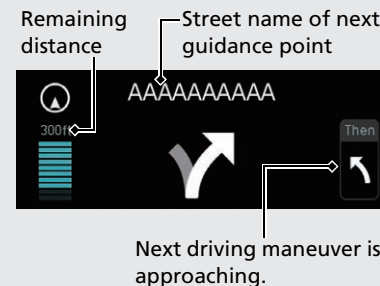 Remaining
distance
Street name of next
guidance point
AAAAAAAAAA
300ft
Then
Next driving maneuver is
approaching.